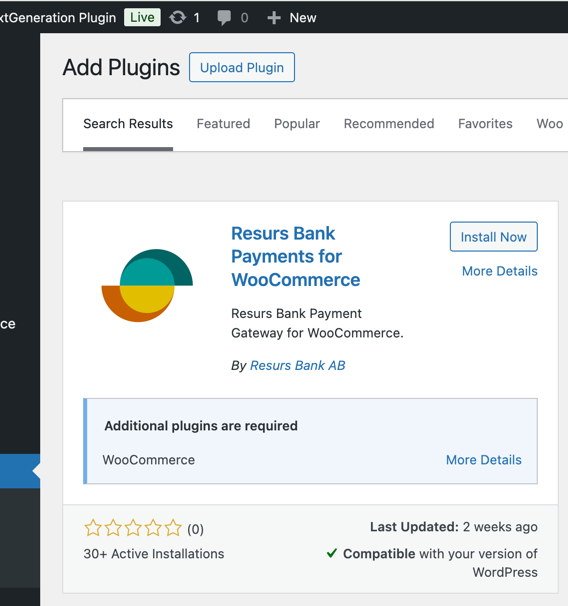 xtGeneration Plugin Live 1 0 New
Add Plugins Upload Plugin
Search Results Featured Popular Recommended Favorites Woo
Resurs Bank
Payments for
WooCommerce
Install Now
More Details
Resurs Bank Payment
Gateway for WooCommerce.
By Resurs Bank AB
ce
Additional plugins are required
WooCommerce More Details
(0)
Last Updated: 2 weeks ago
30+ Active Installations
Compatible with your version of
WordPress